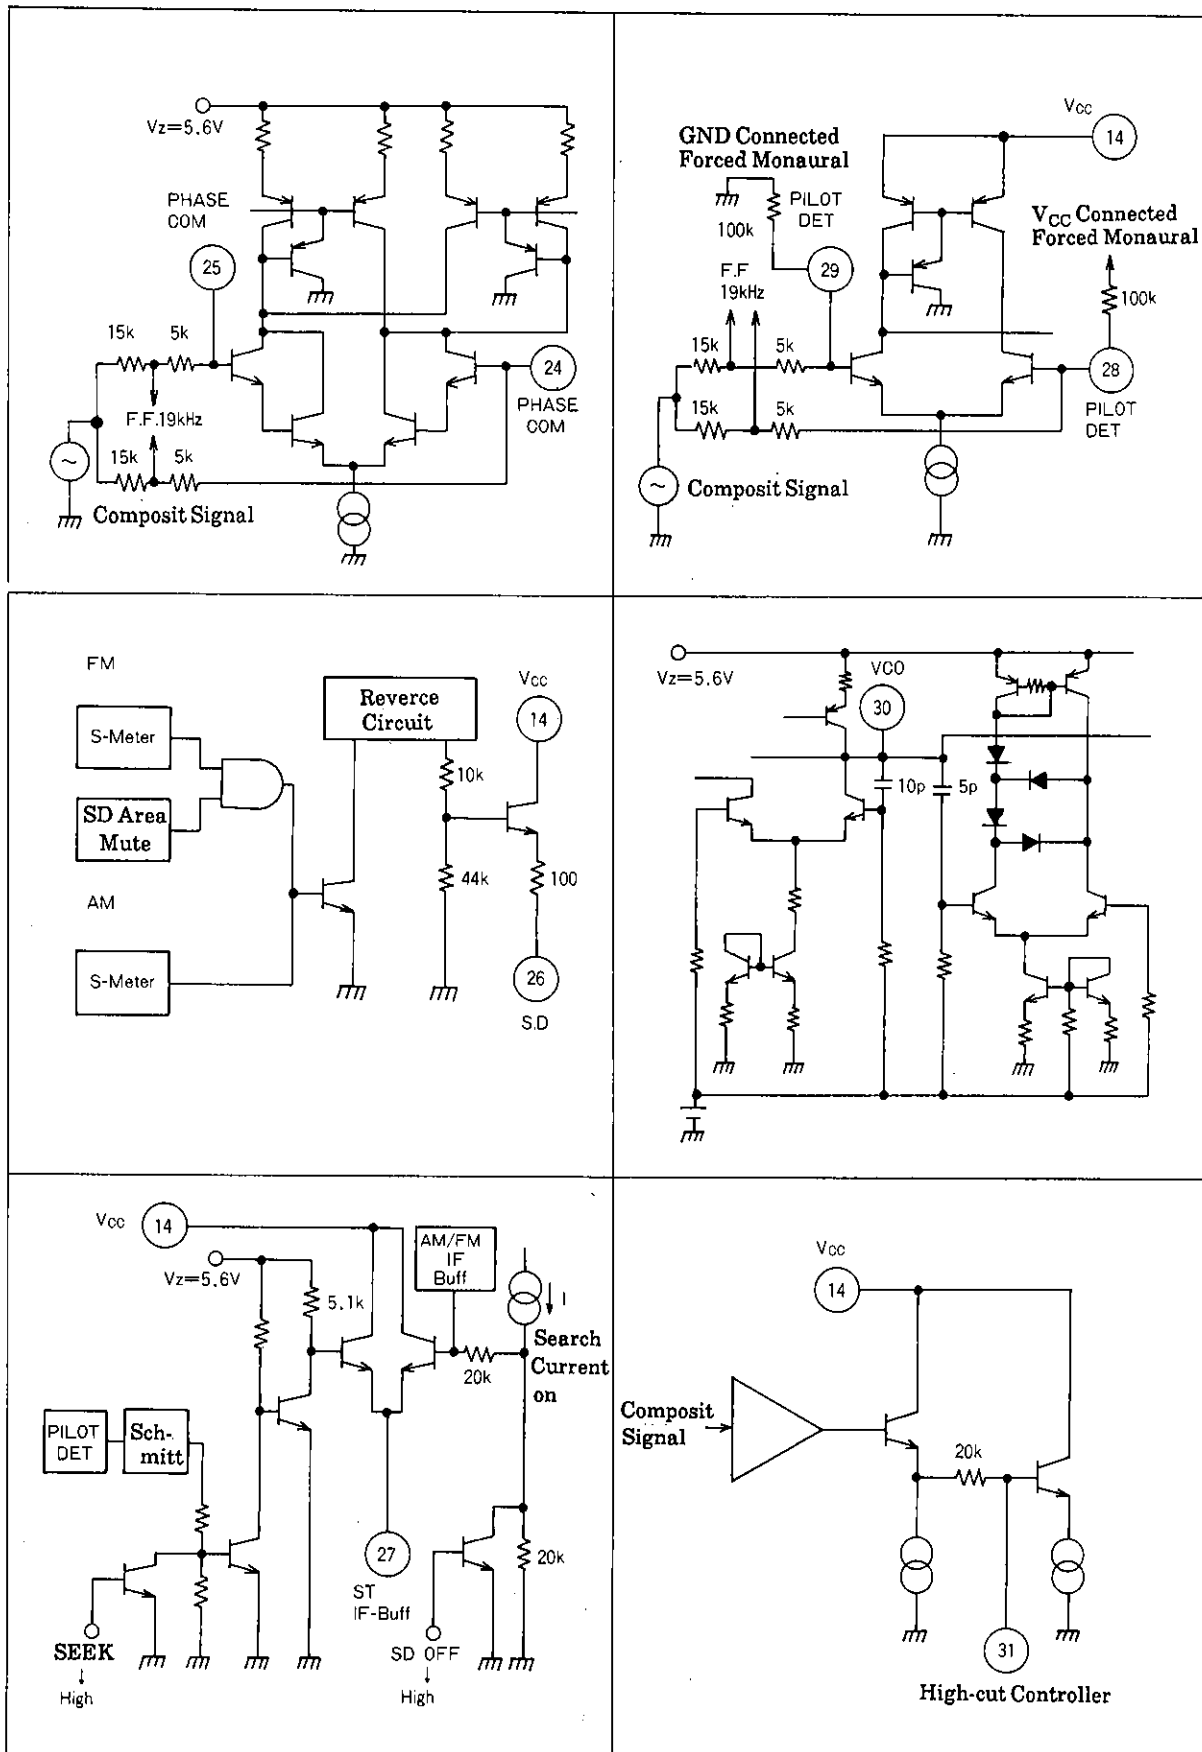 Vz=5.6V
PHASE
COM
25
15k
5k
F.F.19kHz
15k
5k
Composit Signal
24
PHASE
COM
Vcc
14
GND Connected
Forced Monaural
PILOT
DET
100k
VCC Connected
Forced Monaural
100k
29
F.F
19kHz
15k
5k
15k
5k
28
PILOT
DET
Composit Signal
FM
S-Meter
SD Area
Mute
AM
S-Meter
Reverce
Circuit
10k
44k
Vcc
14
100
26
S.D
Vz=5.6V
VCO
30
10p
5p
Vcc
14
Vz=5.6V
5.1k
AM/FM
IF
Buff
I
Search
Current
on
20k
PILOT
DET
Sch-
mitt
27
ST
IF-Buff
20k
SEEK
High
SD OFF
High
Vcc
14
Composit
Signal
20k
31
High-cut Controller